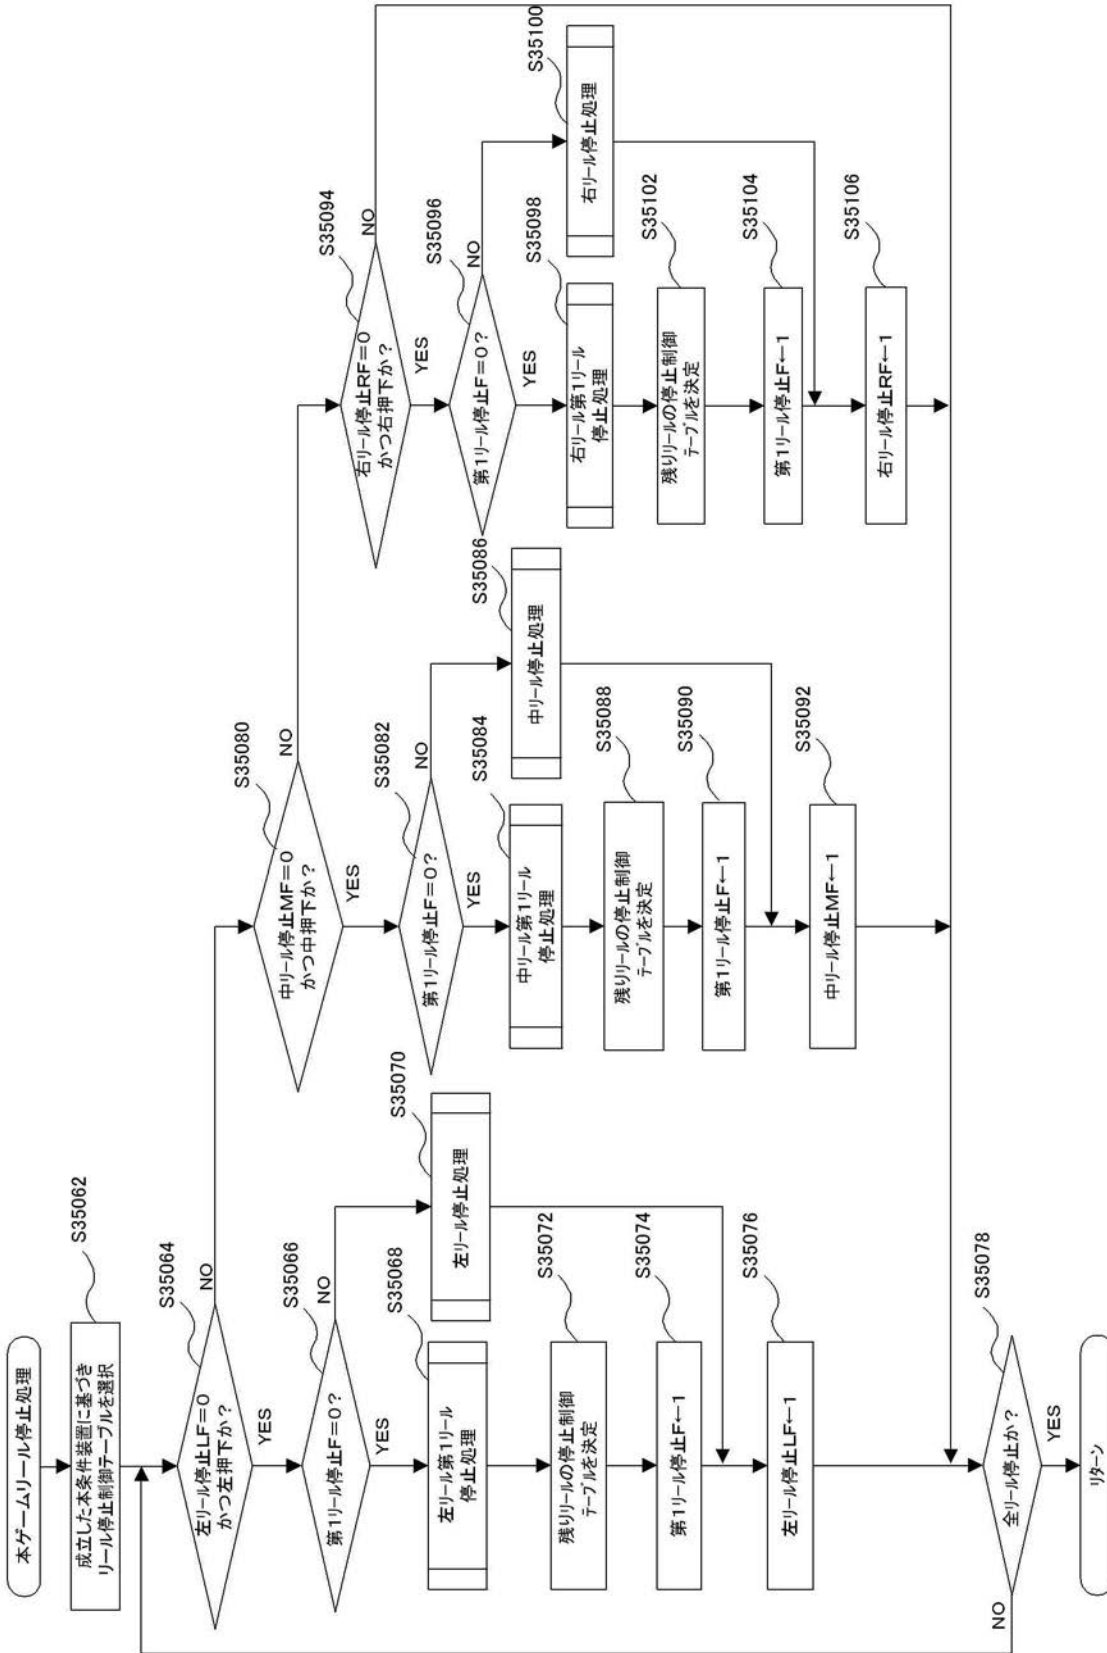 本ゲームリール停止処理
成立した本条件装置に基づき
リール停止制御テーブルを選択
S35062
左リール停止LF=0
かつ左押下か?
S35064
NO
YES
第1リール停止F=0?
S35066
NO
YES
左リール第1リール
停止処理
S35068
左リール停止処理
S35070
残りリールの停止制御
テーブルを決定
S35072
第1リール停止F←1
S35074
左リール停止LF←1
S35076
中リール停止MF=0
かつ中押下か?
S35080
NO
YES
第1リール停止F=0?
S35082
NO
YES
中リール第1リール
停止処理
S35084
中リール停止処理
S35086
残りリールの停止制御
テーブルを決定
S35088
第1リール停止F←1
S35090
中リール停止MF←1
S35092
右リール停止RF=0
かつ右押下か?
S35094
NO
YES
第1リール停止F=0?
S35096
NO
YES
右リール第1リール
停止処理
S35098
右リール停止処理
S35100
残りリールの停止制御
テーブルを決定
S35102
第1リール停止F←1
S35104
右リール停止RF←1
S35106
全リール停止か?
S35078
NO
YES
リターン